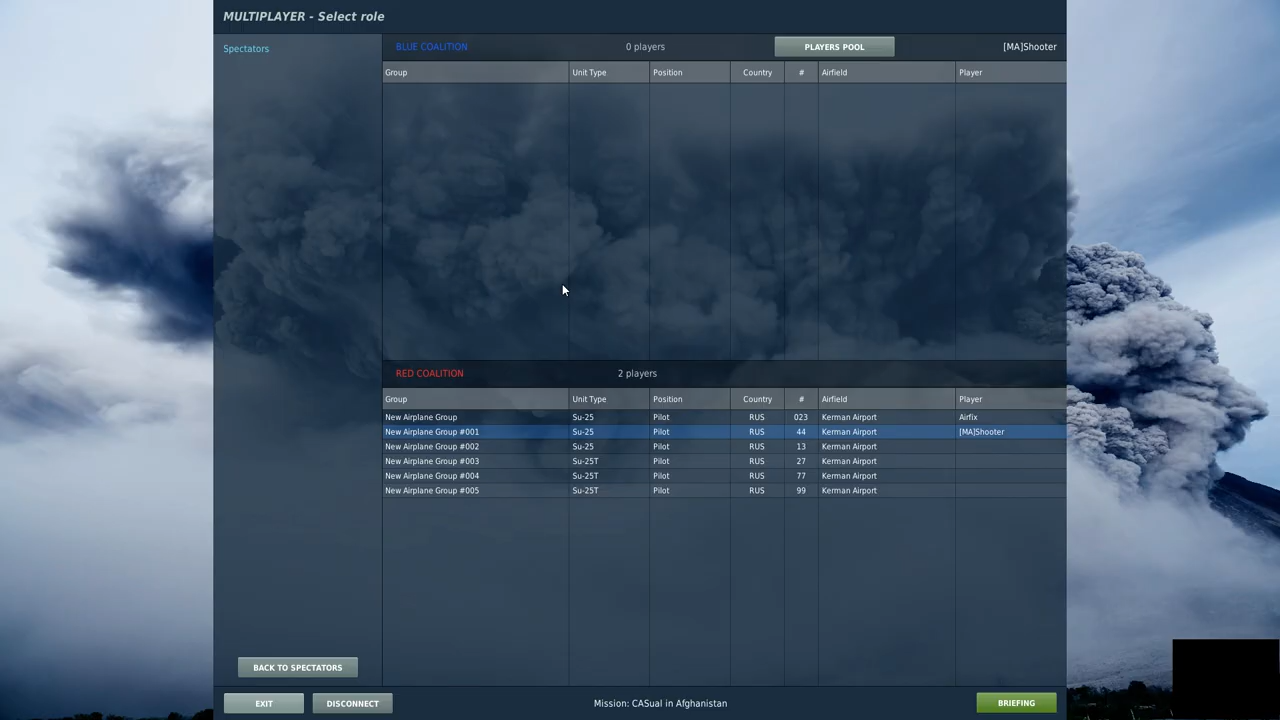 MULTIPLAYER - Select role
Spectators
BLUE COALITION 0 players PLAYERS POOL [MA]Shooter
Group Unit Type Position Country # Airfield Player
RED COALITION 2 players
Group Unit Type Position Country # Airfield Player
New Airplane Group Su-25 Pilot RUS 023 Kerman Airport Airfix
New Airplane Group #001 Su-25 Pilot RUS 44 Kerman Airport [MA]Shooter
New Airplane Group #002 Su-25 Pilot RUS 13 Kerman Airport
New Airplane Group #003 Su-25T Pilot RUS 27 Kerman Airport
New Airplane Group #004 Su-25T Pilot RUS 77 Kerman Airport
New Airplane Group #005 Su-25T Pilot RUS 99 Kerman Airport
BACK TO SPECTATORS
EXIT DISCONNECT Mission: CASual in Afghanistan BRIEFING